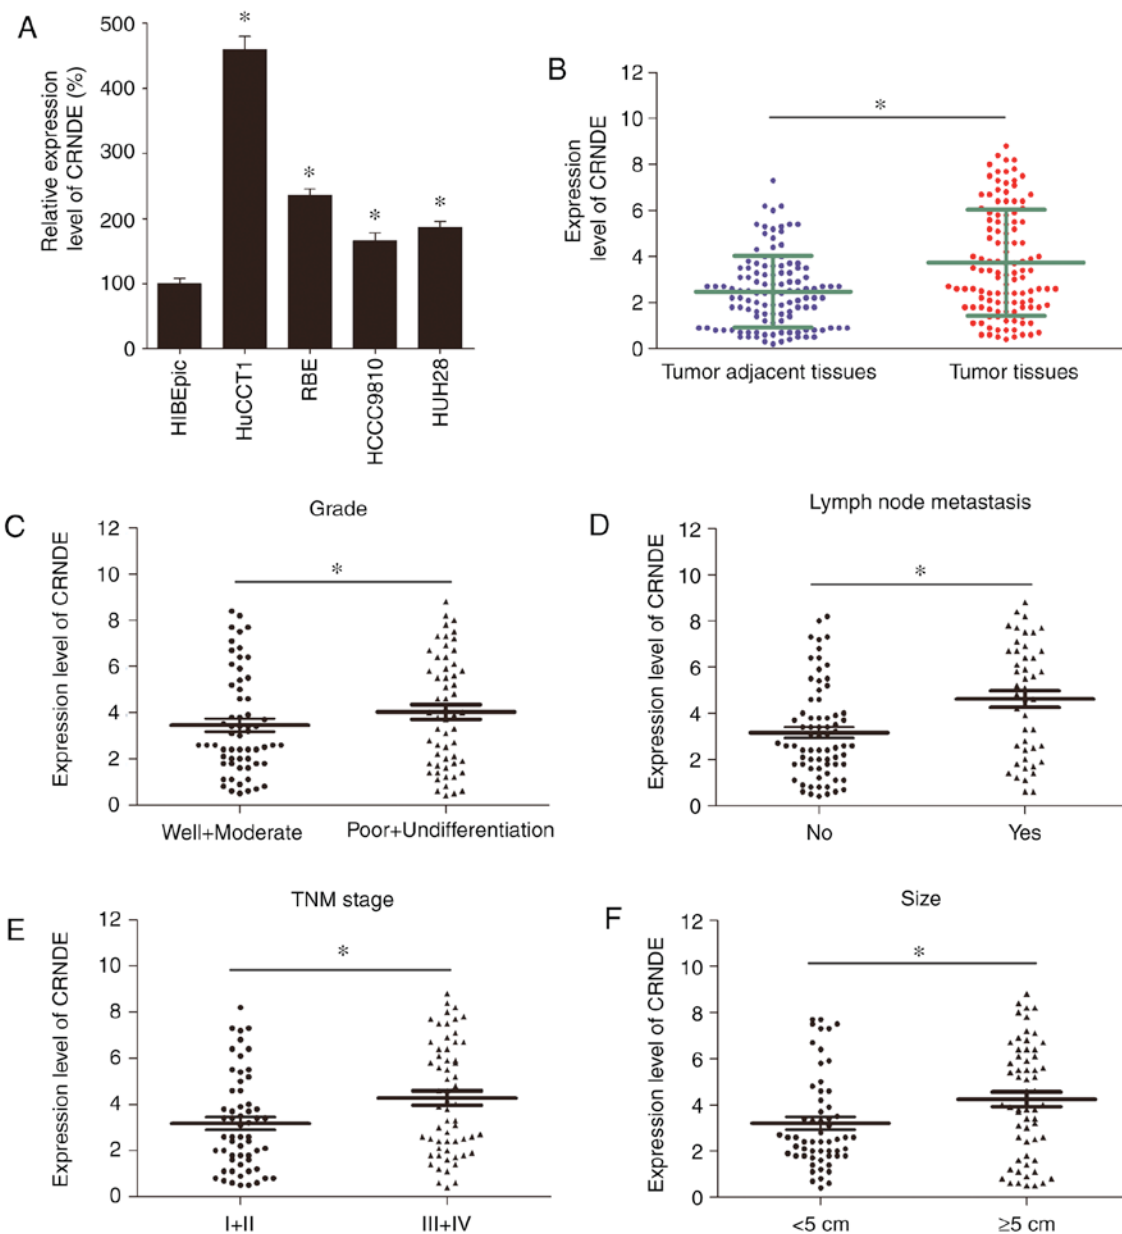 A
Relative expression
level of CRNDE (%)
500
400
300
200
100
0
*
*
*
*
HIBEpic
HuCCT1
RBE
HCCC9810
HUH28
B
Expression
level of CRNDE
12
10
8
6
4
2
0
*
Tumor adjacent tissues
Tumor tissues
C
Grade
Expression level of CRNDE
12
10
8
6
4
2
0
*
Well+Moderate
Poor+Undifferentiation
D
Lymph node metastasis
Expression level of CRNDE
12
10
8
6
4
2
0
*
No
Yes
E
TNM stage
Expression level of CRNDE
12
10
8
6
4
2
0
*
I+II
III+IV
F
Size
Expression level of CRNDE
12
10
8
6
4
2
0
*
<5 cm
≥5 cm